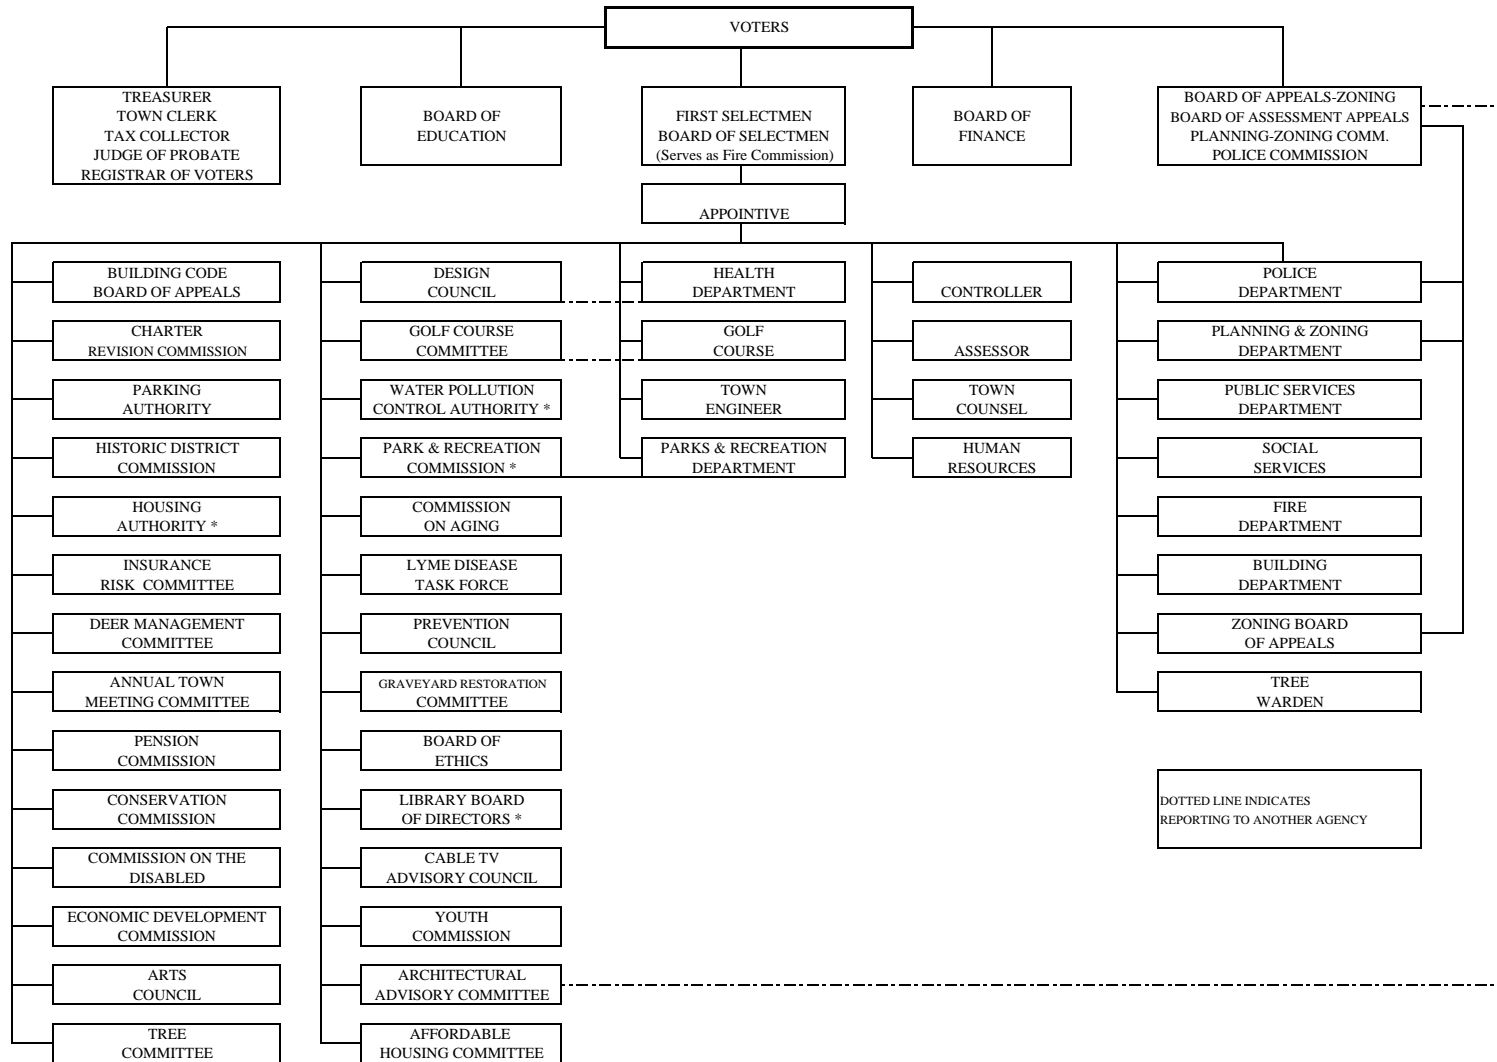 VOTERS
TREASURER
TOWN CLERK
TAX COLLECTOR
JUDGE OF PROBATE
REGISTRAR OF VOTERS
BOARD OF
EDUCATION
FIRST SELECTMEN
BOARD OF SELECTMEN
(Serves as Fire Commission)
BOARD OF
FINANCE
BOARD OF APPEALS-ZONING
BOARD OF ASSESSMENT APPEALS
PLANNING-ZONING COMM.
POLICE COMMISSION
APPOINTIVE
BUILDING CODE
BOARD OF APPEALS
CHARTER
REVISION COMMISSION
PARKING
AUTHORITY
HISTORIC DISTRICT
COMMISSION
HOUSING
AUTHORITY *
INSURANCE
RISK  COMMITTEE
DEER MANAGEMENT
COMMITTEE
ANNUAL TOWN
MEETING COMMITTEE
PENSION
COMMISSION
CONSERVATION
COMMISSION
COMMISSION ON THE
DISABLED
ECONOMIC DEVELOPMENT
COMMISSION
ARTS
COUNCIL
TREE
COMMITTEE
DESIGN
COUNCIL
GOLF COURSE
COMMITTEE
WATER POLLUTION
CONTROL AUTHORITY *
PARK & RECREATION
COMMISSION *
COMMISSION
ON AGING
LYME DISEASE
TASK FORCE
PREVENTION
COUNCIL
GRAVEYARD RESTORATION
COMMITTEE
BOARD OF
ETHICS
LIBRARY BOARD
OF DIRECTORS *
CABLE TV
ADVISORY COUNCIL
YOUTH
COMMISSION
ARCHITECTURAL
ADVISORY COMMITTEE
AFFORDABLE
HOUSING COMMITTEE
HEALTH
DEPARTMENT
GOLF
COURSE
TOWN
ENGINEER
PARKS & RECREATION
DEPARTMENT
CONTROLLER
ASSESSOR
TOWN
COUNSEL
HUMAN
RESOURCES
POLICE
DEPARTMENT
PLANNING & ZONING
DEPARTMENT
PUBLIC SERVICES
DEPARTMENT
SOCIAL
SERVICES
FIRE
DEPARTMENT
BUILDING
DEPARTMENT
ZONING BOARD
OF APPEALS
TREE
WARDEN
DOTTED LINE INDICATES
REPORTING TO ANOTHER AGENCY